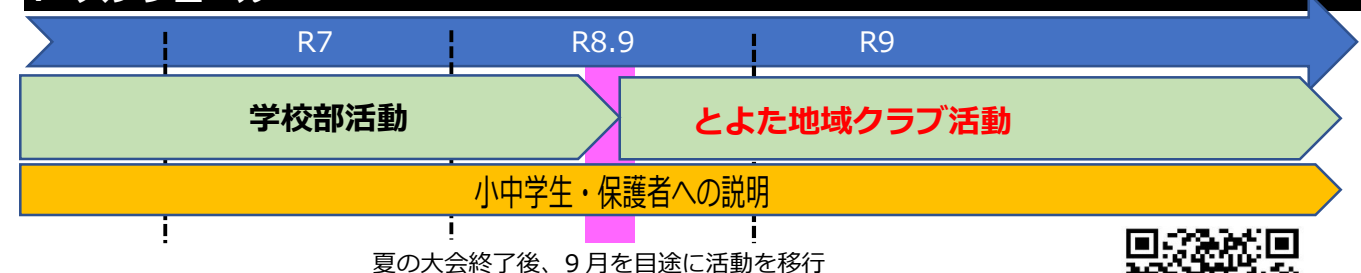 R7 R8.9 R9
学校部活動 とよた地域クラブ活動
小中学生・保護者への説明
夏の大会終了後、9月を目途に活動を移行